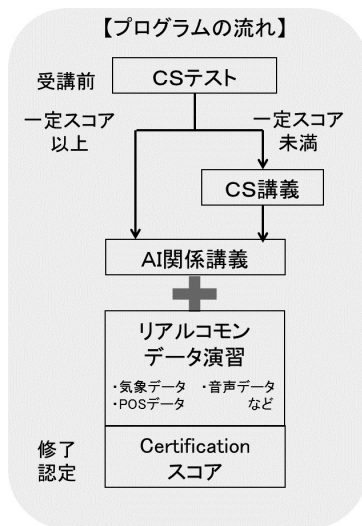 【プログラムの流れ】
受講前
CSテスト
一定スコア
以上
一定スコア
未満
CS講義
AI関係講義
リアルコモン
データ演習
・気象データ ・音声データ
・POSデータ など
修了
認定
Certification
スコア